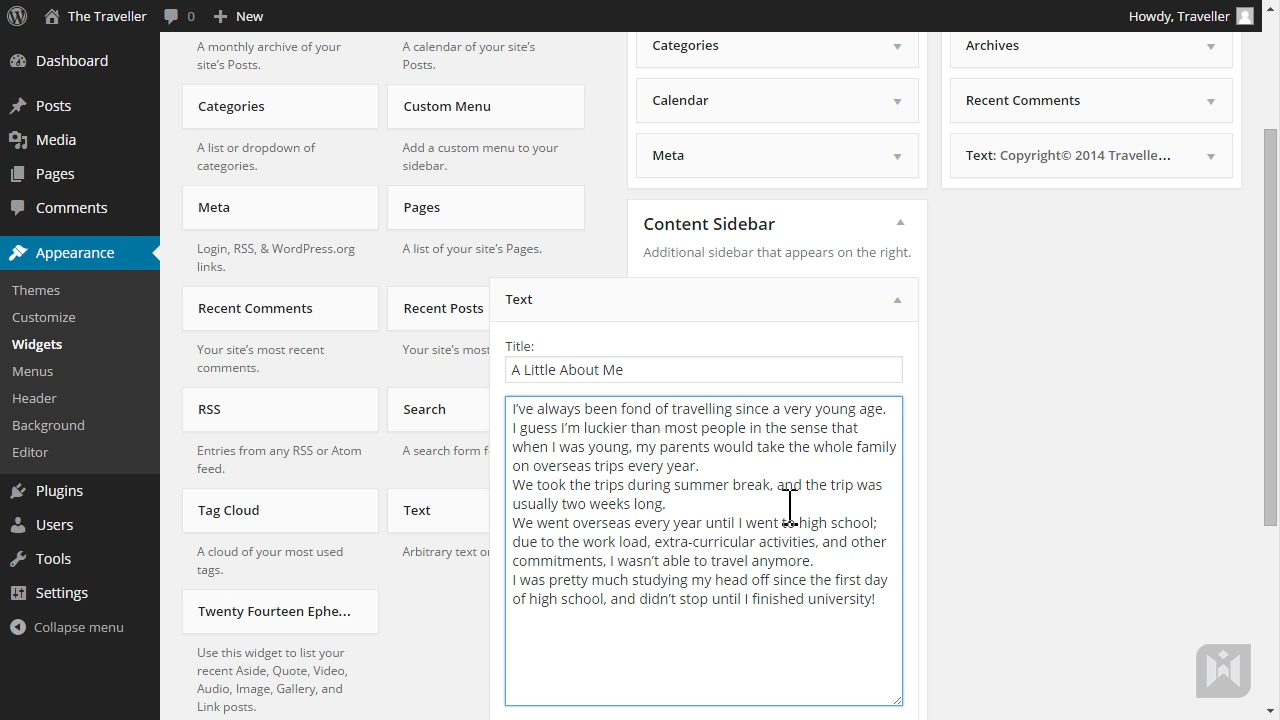 The Traveller
0
New
Howdy, Traveller
Dashboard
Posts
Media
Pages
Comments
Appearance
Themes
Customize
Widgets
Menus
Header
Background
Editor
Plugins
Users
Tools
Settings
Collapse menu
A monthly archive of your
site's Posts.
A calendar of your site's
Posts.
Categories
Custom Menu
A list or dropdown of
categories.
Add a custom menu to your
sidebar.
Meta
Pages
Login, RSS, & WordPress.org
links.
A list of your site's Pages.
Recent Comments
Recent Posts
Your site's most recent
comments.
Your site's most
RSS
Search
Entries from any RSS or Atom
feed.
A search form f
Tag Cloud
Text
A cloud of your most used
tags.
Arbitrary text o
Twenty Fourteen Ephe...
Use this widget to list your
recent Aside, Quote, Video,
Audio, Image, Gallery, and
Link posts.
Categories
Calendar
Meta
Archives
Recent Comments
Text: Copyright© 2014 Travelle...
Content Sidebar
Additional sidebar that appears on the right.
Text
Title:
A Little About Me
I've always been fond of travelling since a very young age.
I guess I'm luckier than most people in the sense that
when I was young, my parents would take the whole family
on overseas trips every year.
We took the trips during summer break, and the trip was
usually two weeks long.
We went overseas every year until I went to high school;
due to the work load, extra-curricular activities, and other
commitments, I wasn't able to travel anymore.
I was pretty much studying my head off since the first day
of high school, and didn't stop until I finished university!